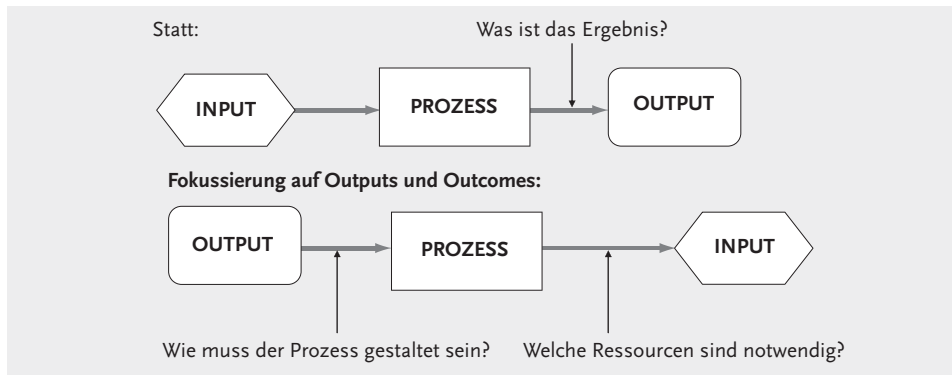 Statt:
Was ist das Ergebnis?
INPUT
PROZESS
OUTPUT
Fokussierung auf Outputs und Outcomes:
OUTPUT
PROZESS
INPUT
Wie muss der Prozess gestaltet sein?
Welche Ressourcen sind notwendig?